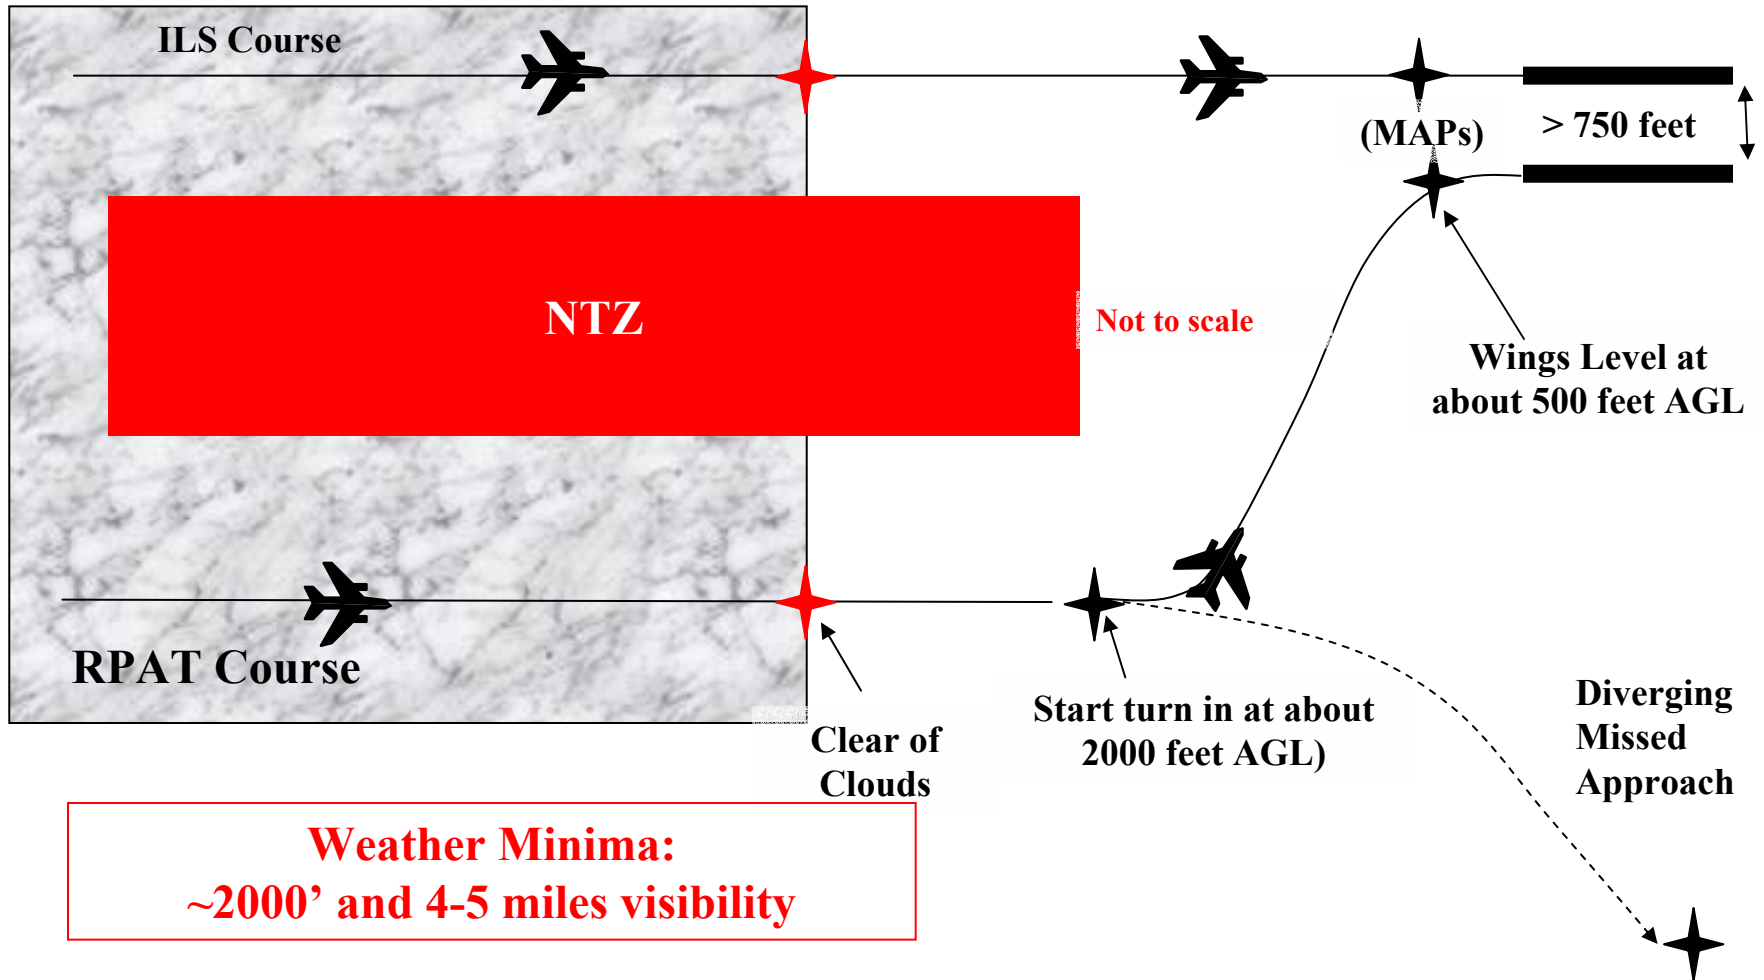 ILS Course
(MAPs)
> 750 feet
NTZ
Not to scale
Wings Level at
about 500 feet AGL
RPAT Course
Clear of
Clouds
Start turn in at about
2000 feet AGL)
Diverging
Missed
Approach
Weather Minima:
~2000’ and 4-5 miles visibility